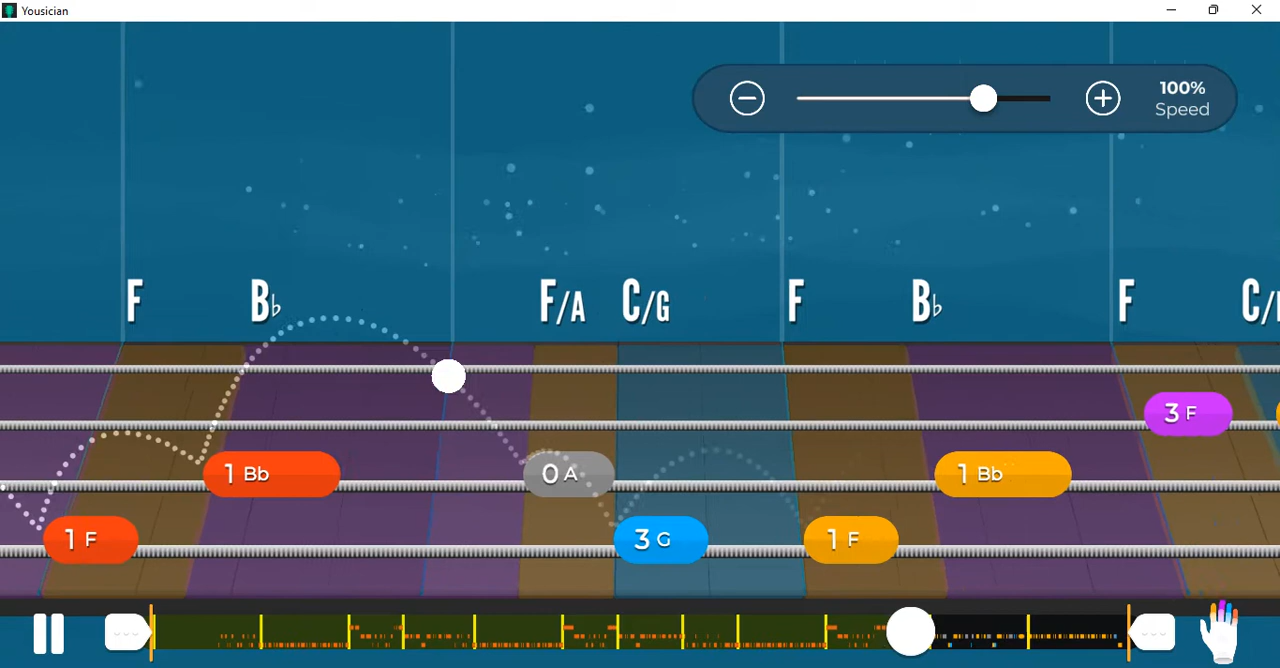 Yousician
100%
Speed
F B♭ F/A C/G F B♭ F
3 F
1 Bb 0 A 1 Bb
1 F 3 G 1 F